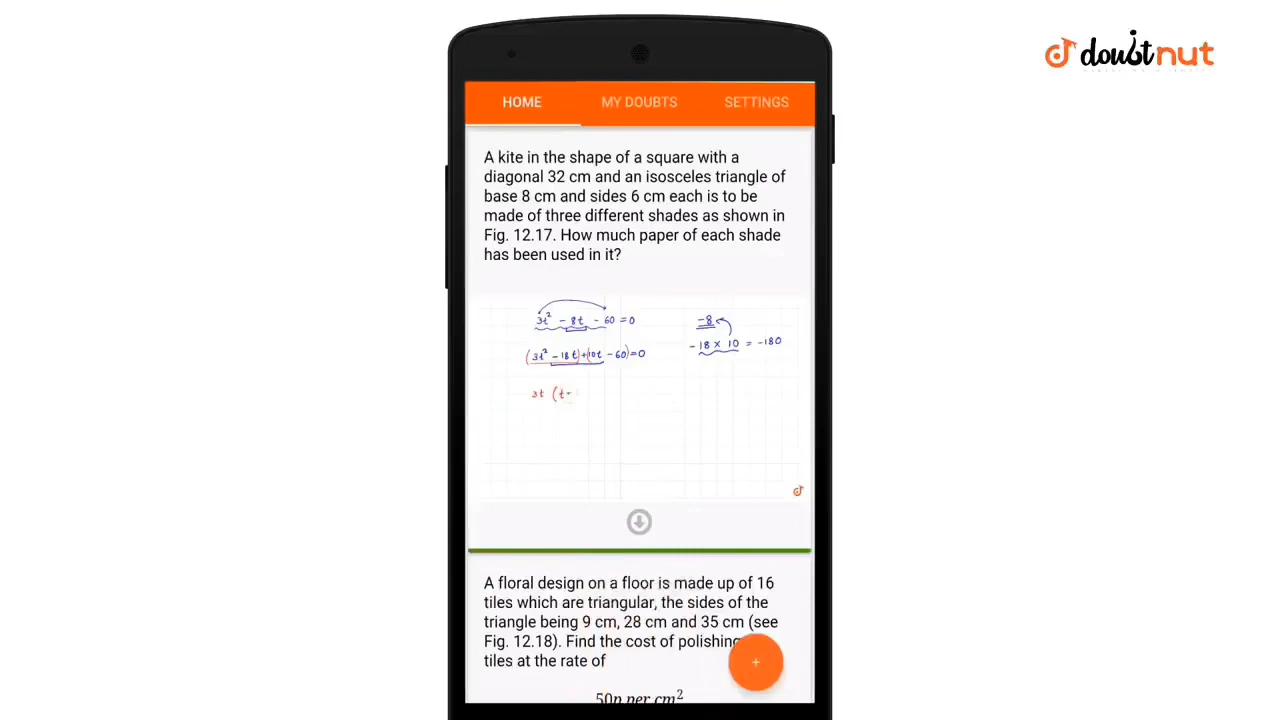 doubtnut
HOME MY DOUBTS SETTINGS
A kite in the shape of a square with a
diagonal 32 cm and an isosceles triangle of
base 8 cm and sides 6 cm each is to be
made of three different shades as shown in
Fig. 12.17. How much paper of each shade
has been used in it?
3t² - 8t - 60 = 0
-8
(3t² - 18t) + (10t - 60) = 0
-18 × 10 = -180
3t (t -
A floral design on a floor is made up of 16
tiles which are triangular, the sides of the
triangle being 9 cm, 28 cm and 35 cm (see
Fig. 12.18). Find the cost of polishing
tiles at the rate of
+
50p per cm²